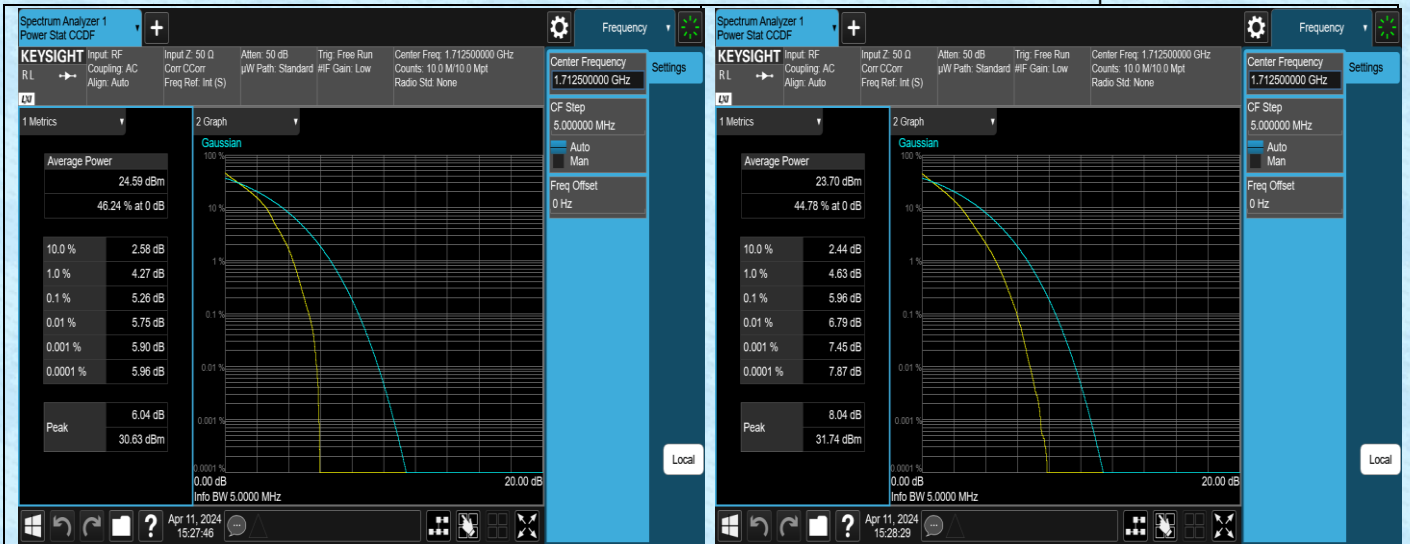 Spectrum Analyzer 1
Power Stat CCDF
+
Frequency
KEYSIGHT
R L
LXI
Input: RF
Coupling: AC
Align: Auto
Input Z: 50 Ω
Corr CCorr
Freq Ref: Int (S)
Atten: 50 dB
µW Path: Standard
Trig: Free Run
#IF Gain: Low
Center Freq: 1.712500000 GHz
Counts: 10.0 M/10.0 Mpt
Radio Std: None
Center Frequency
1.712500000 GHz
Settings
CF Step
5.000000 MHz
Auto
Man
Freq Offset
0 Hz
1 Metrics
Average Power
24.59 dBm
46.24 % at 0 dB
10.0 % 2.58 dB
1.0 % 4.27 dB
0.1 % 5.26 dB
0.01 % 5.75 dB
0.001 % 5.90 dB
0.0001 % 5.96 dB
Peak
6.04 dB
30.63 dBm
2 Graph
Gaussian
100 %
10 %
1 %
0.1 %
0.01 %
0.001 %
0.0001 %
0.00 dB 20.00 dB
Info BW 5.0000 MHz
Local
?
Apr 11, 2024
15:27:46
Spectrum Analyzer 1
Power Stat CCDF
+
Frequency
KEYSIGHT
R L
LXI
Input: RF
Coupling: AC
Align: Auto
Input Z: 50 Ω
Corr CCorr
Freq Ref: Int (S)
Atten: 50 dB
µW Path: Standard
Trig: Free Run
#IF Gain: Low
Center Freq: 1.712500000 GHz
Counts: 10.0 M/10.0 Mpt
Radio Std: None
Center Frequency
1.712500000 GHz
Settings
CF Step
5.000000 MHz
Auto
Man
Freq Offset
0 Hz
1 Metrics
Average Power
23.70 dBm
44.78 % at 0 dB
10.0 % 2.44 dB
1.0 % 4.63 dB
0.1 % 5.96 dB
0.01 % 6.79 dB
0.001 % 7.45 dB
0.0001 % 7.87 dB
Peak
8.04 dB
31.74 dBm
2 Graph
Gaussian
100 %
10 %
1 %
0.1 %
0.01 %
0.001 %
0.0001 %
0.00 dB 20.00 dB
Info BW 5.0000 MHz
Local
?
Apr 11, 2024
15:28:29